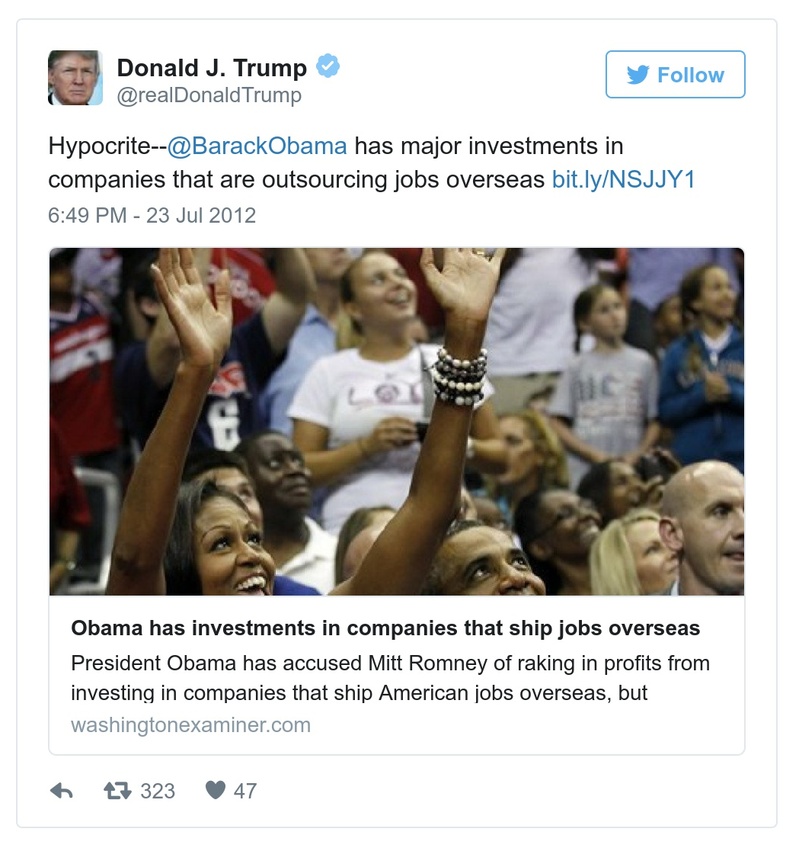 Donald J. Trump
@realDonaldTrump
Follow
Hypocrite--@BarackObama has major investments in
companies that are outsourcing jobs overseas bit.ly/NSJJY1
6:49 PM - 23 Jul 2012
6
Obama has investments in companies that ship jobs overseas
President Obama has accused Mitt Romney of raking in profits from
investing in companies that ship American jobs overseas, but
washingtonexaminer.com
323
47